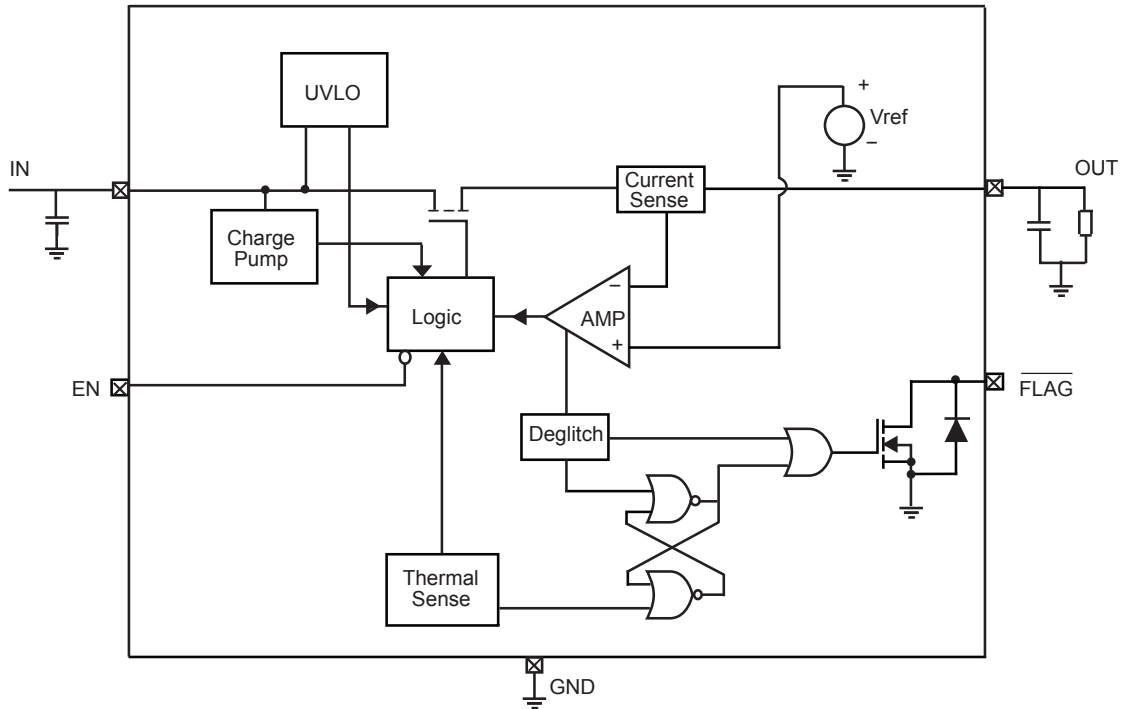 UVLO
+
Vref
−
IN
OUT
Current
Sense
Charge
Pump
−
Logic
AMP
+
EN
FLAG
Deglitch
Thermal
Sense
GND